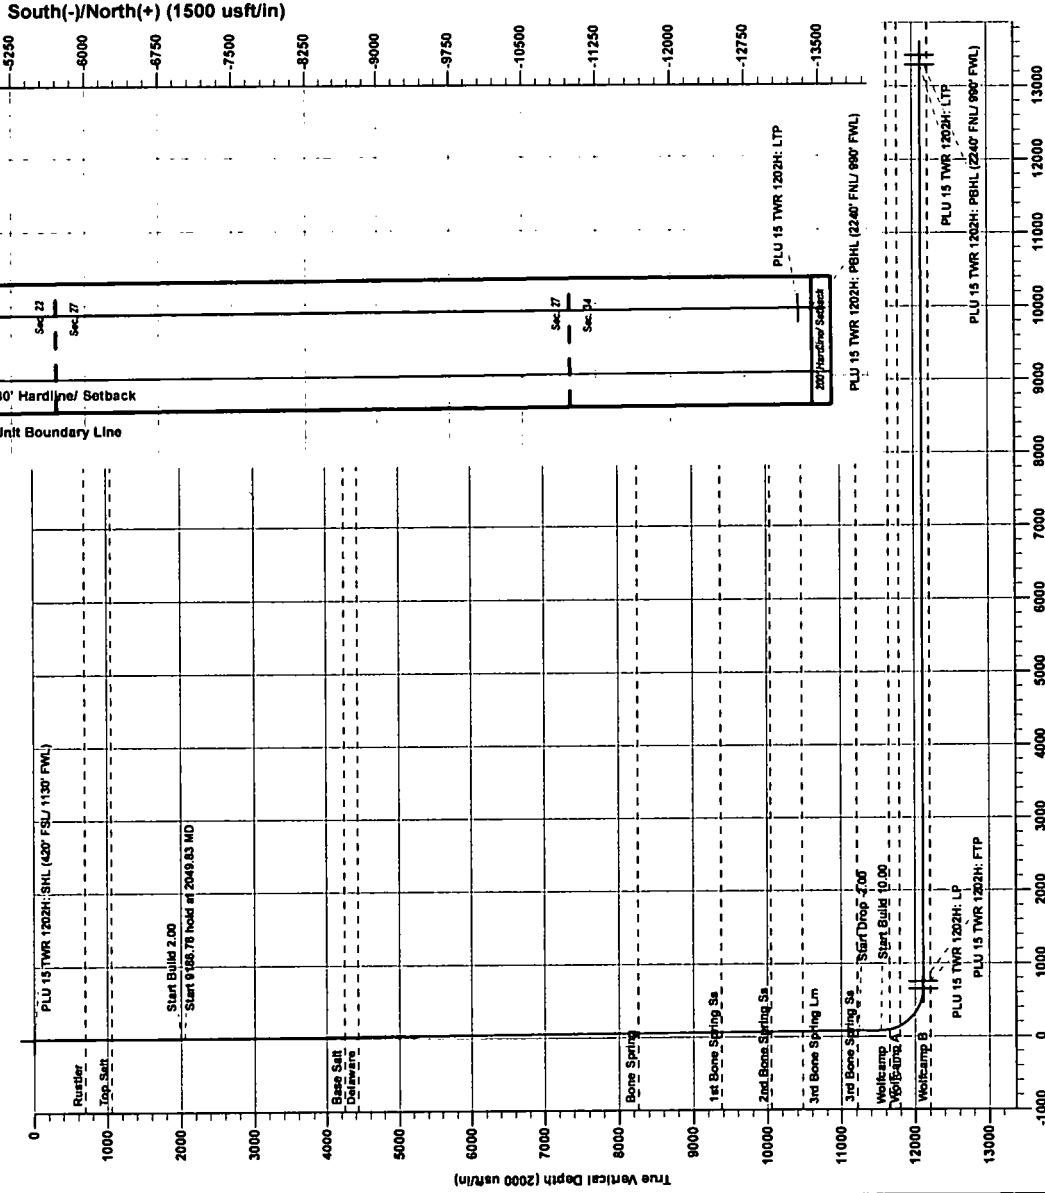 South(-)/North(+) (1500 usft/in)
-5250
-6000
-6750
-7500
-8250
-9000
-9750
-10500
-11250
-12000
-12750
-13500
Sec. 22
Sec. 27
Sec. 27
Sec. 34
200' Hardline/ Setback
PLU 15 TWR 1202H: LTP
PLU 15 TWR 1202H: PBHL (2240' FNL/ 990' FWL)
30' Hardline/ Setback
Unit Boundary Line
PLU 15 TWR 1202H: SHL (420' FSL/ 1130' FWL)
Start Build 2.00
Start 9186.78 hold at 2049.83 MD
Start Drop -2.00
Start Build 10.00
PLU 15 TWR 1202H: LP
PLU 15 TWR 1202H: FTP
PLU 15 TWR 1202H: LTP
PLU 15 TWR 1202H: PBHL (2240' FNL/ 990' FWL)
Rustler
Top Salt
Base Salt
Delaware
Bone Spring
1st Bone Spring Ss
2nd Bone Spring Ss
3rd Bone Spring Lm
3rd Bone Spring Ss
Wolfcamp
Wolfcamp A
Wolfcamp B
0
1000
2000
3000
4000
5000
6000
7000
8000
9000
10000
11000
12000
13000
True Vertical Depth (2000 usft/in)
-1000
0
1000
2000
3000
4000
5000
6000
7000
8000
9000
10000
11000
12000
13000